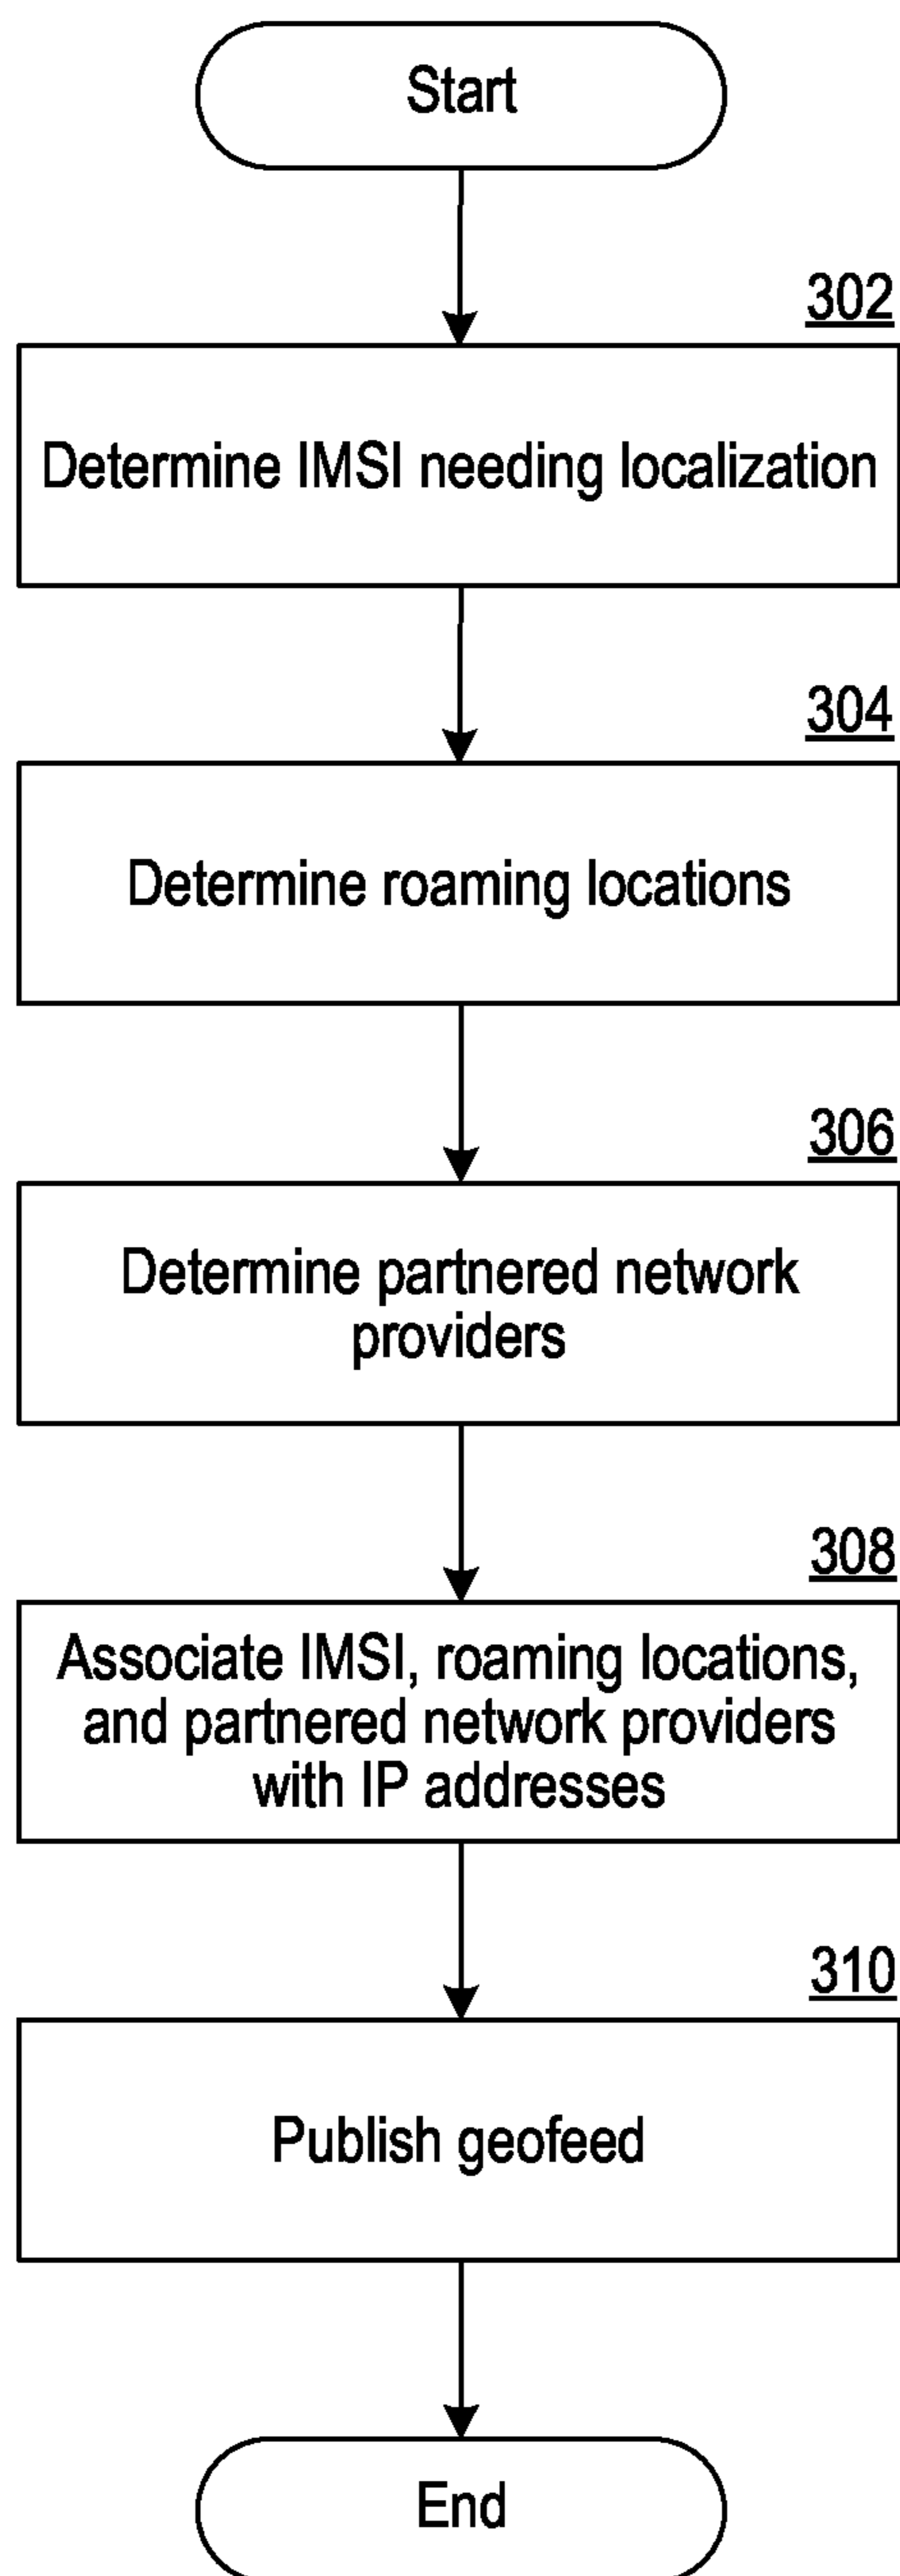 Start
302
Determine IMSI needing localization
304
Determine roaming locations
306
Determine partnered network
providers
308
Associate IMSI, roaming locations,
and partnered network providers
with IP addresses
310
Publish geofeed
End